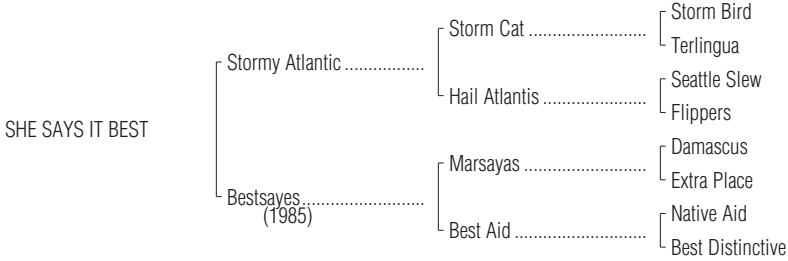 Storm Bird
Storm Cat ..........................
Terlingua
Stormy Atlantic .................
Seattle Slew
Hail Atlantis ......................
Flippers
SHE SAYS IT BEST
Damascus
Marsayas ..........................
Extra Place
Bestsayes..........................
(1985)
Native Aid
Best Aid ............................
Best Distinctive